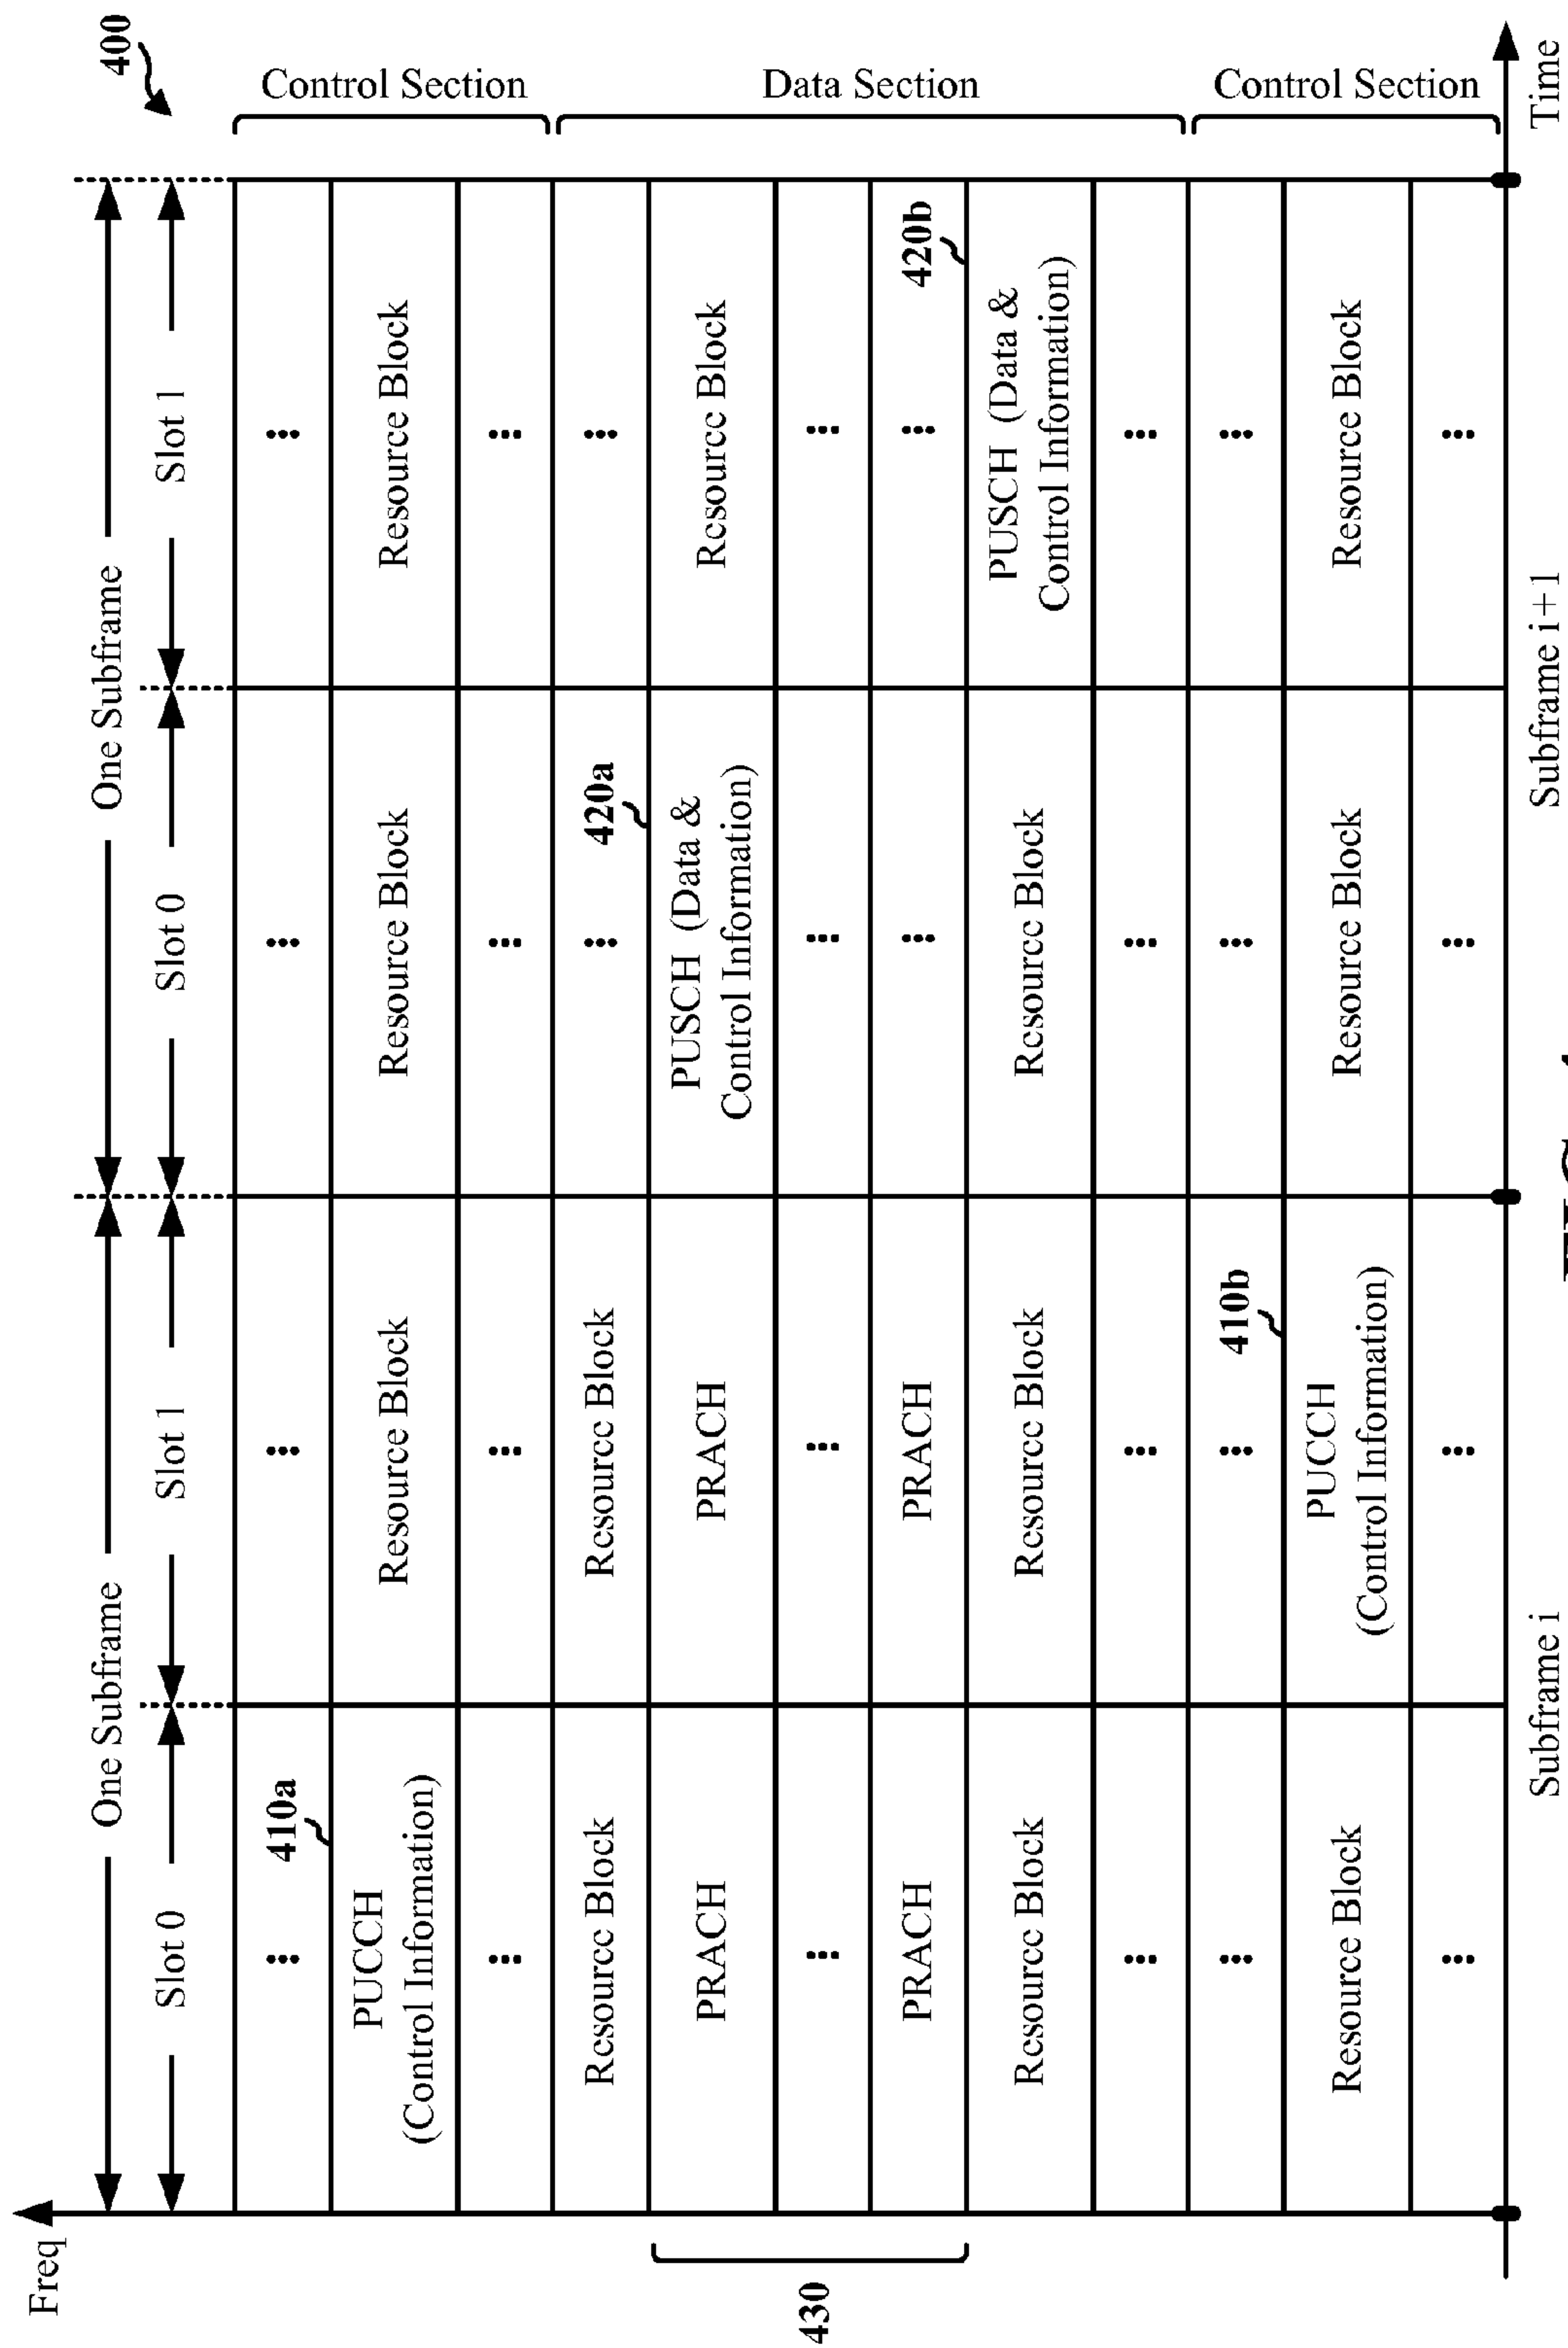 400
Freq
One Subframe
One Subframe
Slot 0
Slot 1
Slot 0
Slot 1
410a
PUCCH
(Control Information)
Resource Block
Resource Block
Resource Block
Control Section
420a
Resource Block
Resource Block
430
PRACH
PRACH
PUSCH (Data &
Control Information)
Resource Block
Data Section
PRACH
PRACH
420b
Resource Block
Resource Block
Resource Block
PUSCH (Data &
Control Information)
410b
Resource Block
PUCCH
(Control Information)
Resource Block
Resource Block
Control Section
Subframe i
Subframe i+1
Time